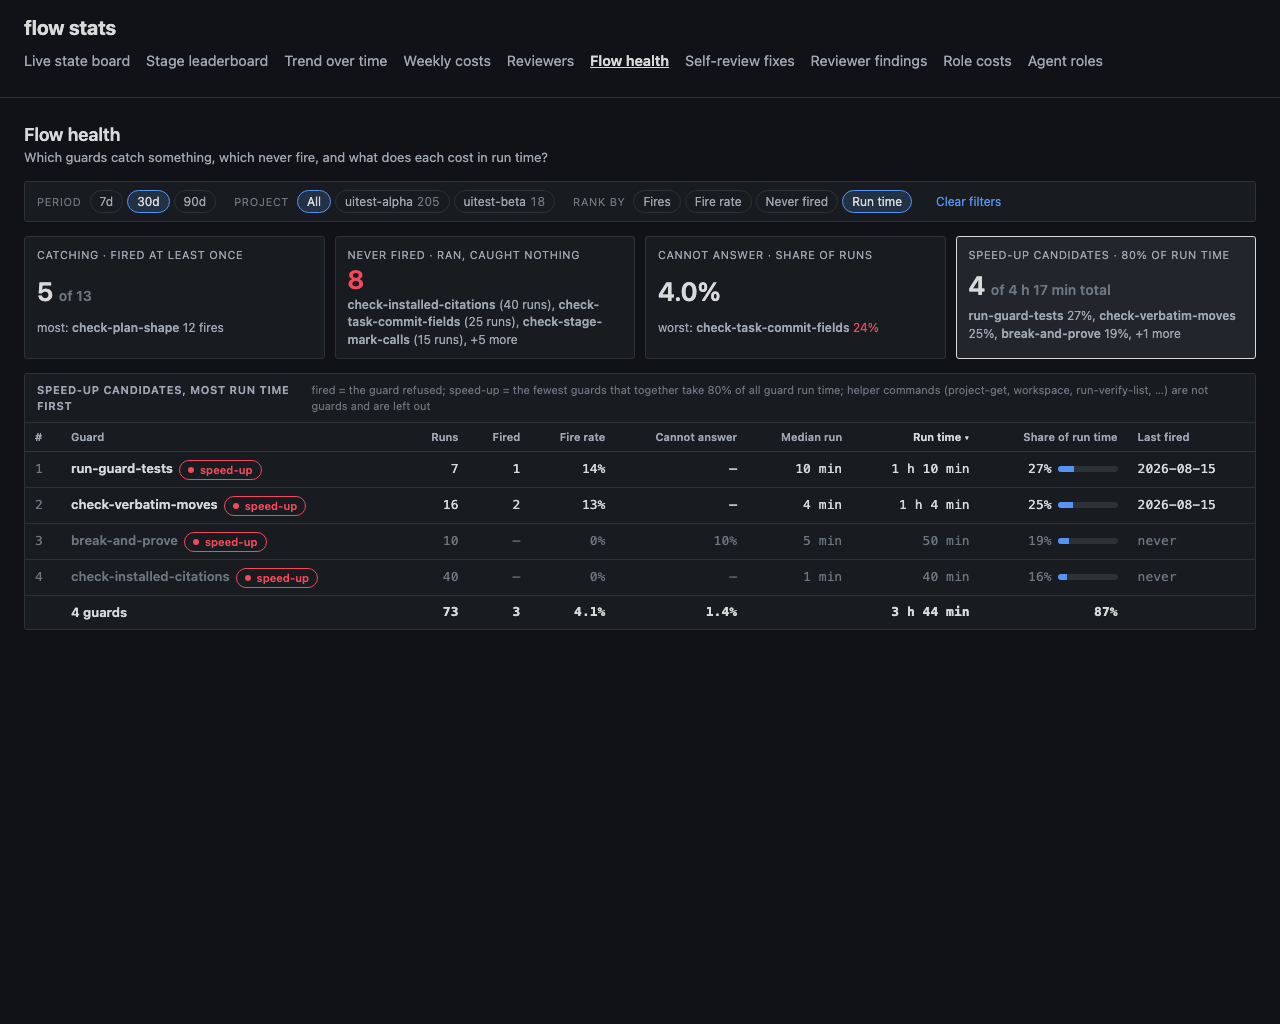 flow stats
Live state board Stage leaderboard Trend over time Weekly costs Reviewers Flow health Self-review fixes Reviewer findings Role costs Agent roles
Flow health
Which guards catch something, which never fire, and what does each cost in run time?
PERIOD 7d 30d 90d PROJECT All uitest-alpha 205 uitest-beta 18 RANK BY Fires Fire rate Never fired Run time Clear filters
CATCHING · FIRED AT LEAST ONCE
5 of 13
most: check-plan-shape 12 fires
NEVER FIRED · RAN, CAUGHT NOTHING
8
check-installed-citations (40 runs), check-
task-commit-fields (25 runs), check-stage-
mark-calls (15 runs), +5 more
CANNOT ANSWER · SHARE OF RUNS
4.0%
worst: check-task-commit-fields 24%
SPEED-UP CANDIDATES · 80% OF RUN TIME
4 of 4 h 17 min total
run-guard-tests 27%, check-verbatim-moves
25%, break-and-prove 19%, +1 more
SPEED-UP CANDIDATES, MOST RUN TIME
FIRST
fired = the guard refused; speed-up = the fewest guards that together take 80% of all guard run time; helper commands (project-get, workspace, run-verify-list, …) are not
guards and are left out
# Guard Runs Fired Fire rate Cannot answer Median run Run time ▾ Share of run time Last fired
1 run-guard-tests speed-up 7 1 14% — 10 min 1 h 10 min 27% 2026-08-15
2 check-verbatim-moves speed-up 16 2 13% — 4 min 1 h 4 min 25% 2026-08-15
3 break-and-prove speed-up 10 — 0% 10% 5 min 50 min 19% never
4 check-installed-citations speed-up 40 — 0% — 1 min 40 min 16% never
4 guards 73 3 4.1% 1.4% 3 h 44 min 87%